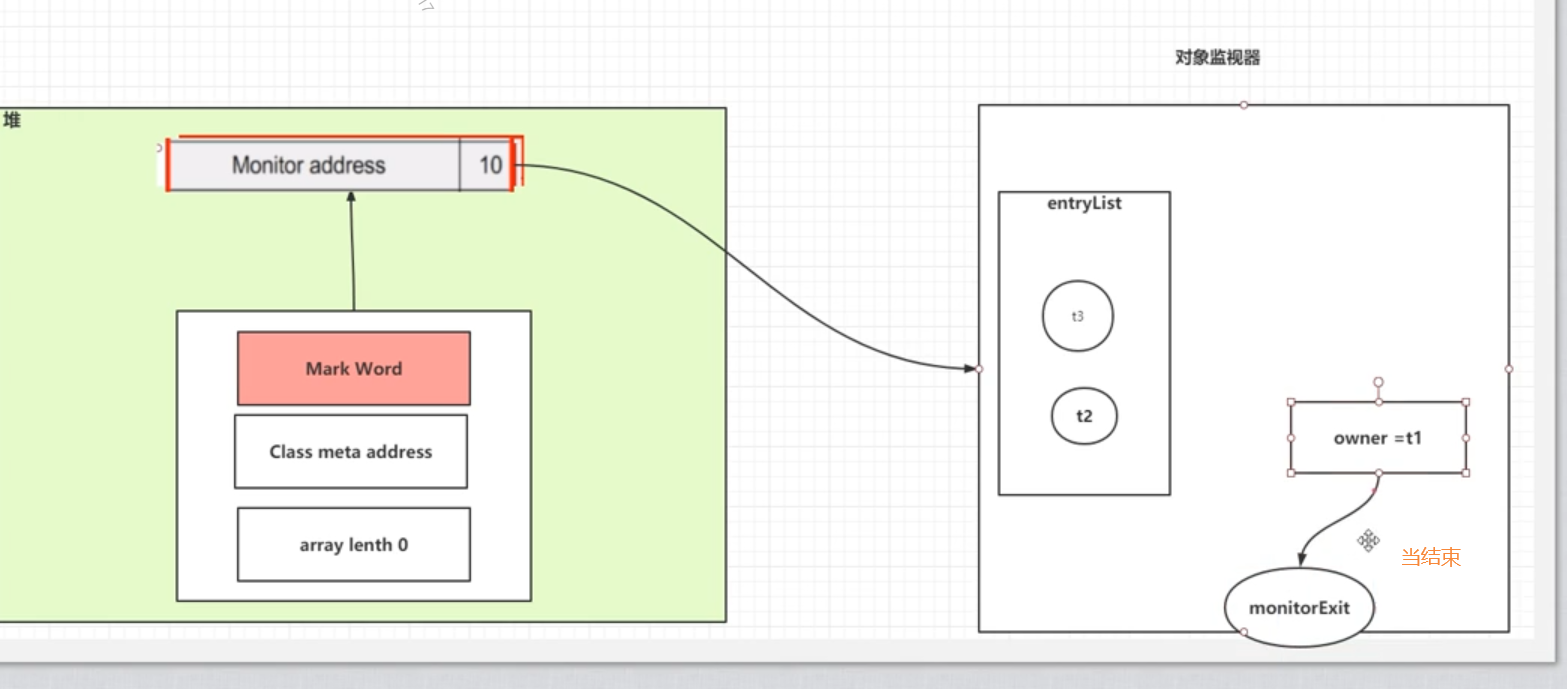 对象监视器
堆
Monitor address 10
entryList
t3
Mark Word
t2
owner =t1
Class meta address
array lenth 0
当结束
monitorExit